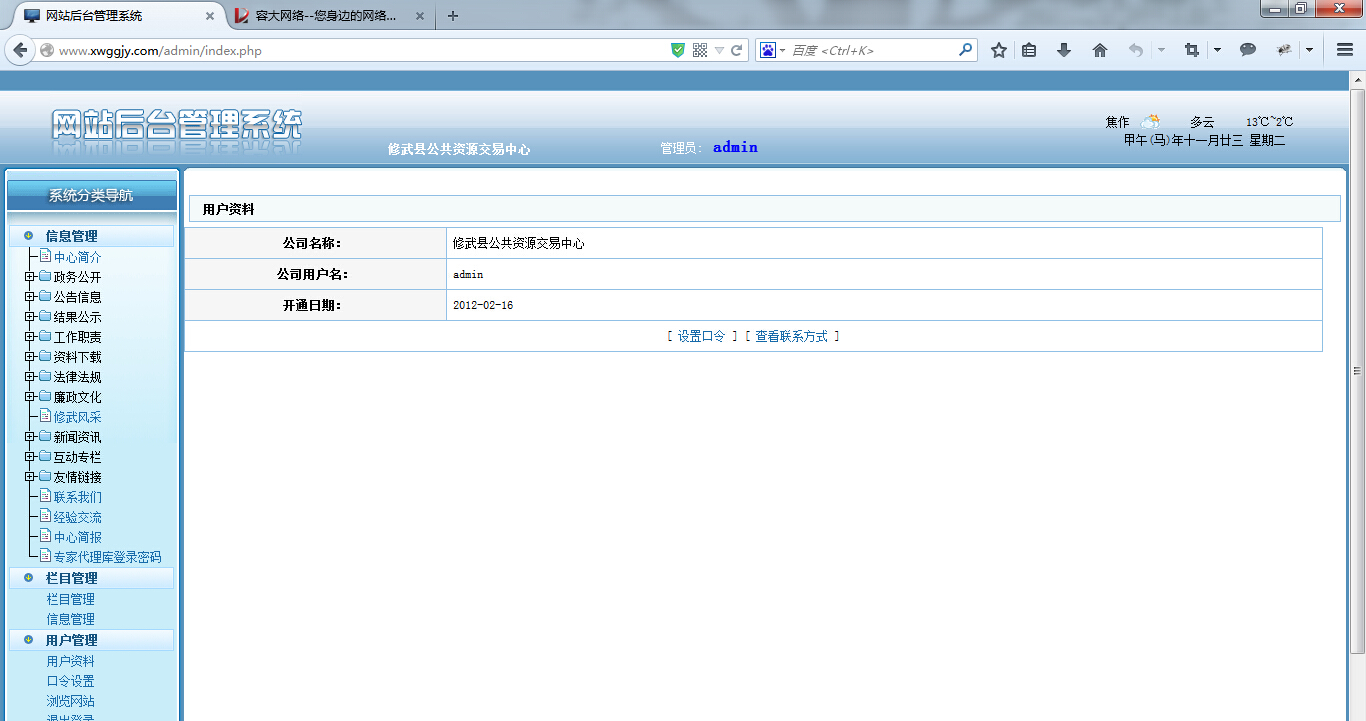 网站后台管理系统
容大网络--您身边的网络...
www.xwggjy.com/admin/index.php
百度 <Ctrl+K>
网站后台管理系统
修武县公共资源交易中心
管理员: admin
焦作 多云 13℃~2℃
甲午(马)年十一月廿三 星期二
系统分类导航
信息管理
中心简介
政务公开
公告信息
结果公示
工作职责
资料下载
法律法规
廉政文化
修武风采
新闻资讯
互动专栏
友情链接
联系我们
经验交流
中心简报
专家代理库登录密码
栏目管理
栏目管理
信息管理
用户管理
用户资料
口令设置
浏览网站
退出登录
用户资料
公司名称: 修武县公共资源交易中心
公司用户名: admin
开通日期: 2012-02-16
[ 设置口令 ] [ 查看联系方式 ]